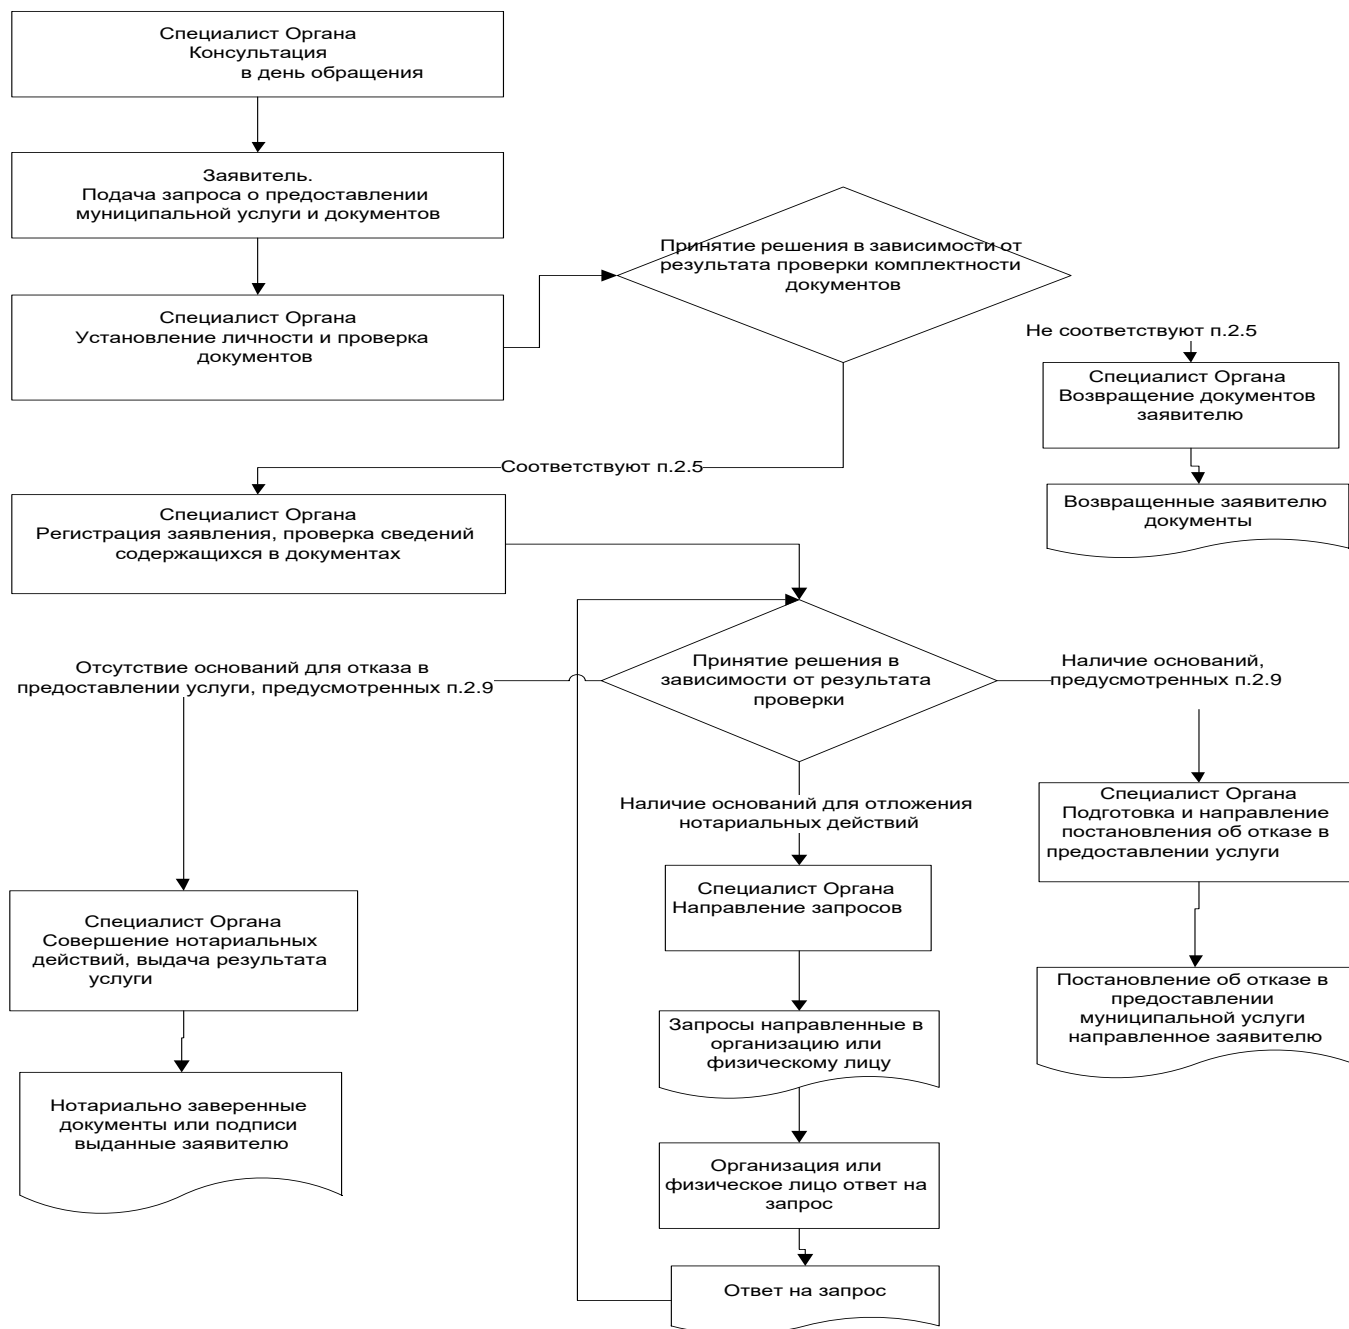 Специалист Органа
Консультация
в день обращения
Заявитель.
Подача запроса о предоставлении
муниципальной услуги и документов
Принятие решения в зависимости от
результата проверки комплектности
документов
Специалист Органа
Установление личности и проверка
документов
Не соответствуют п.2.5
Специалист Органа
Возвращение документов
заявителю
Соответствуют п.2.5
Возвращенные заявителю
документы
Специалист Органа
Регистрация заявления, проверка сведений
содержащихся в документах
Отсутствие оснований для отказа в
предоставлении услуги, предусмотренных п.2.9
Принятие решения в
зависимости от результата
проверки
Наличие оснований,
предусмотренных п.2.9
Наличие оснований для отложения
нотариальных действий
Специалист Органа
Подготовка и направление
постановления об отказе в
предоставлении услуги
Специалист Органа
Направление запросов
Специалист Органа
Совершение нотариальных
действий, выдача результата
услуги
Постановление об отказе в
предоставлении
муниципальной услуги
направленное заявителю
Запросы направленные в
организацию или
физическому лицу
Нотариально заверенные
документы или подписи
выданные заявителю
Организация или
физическое лицо ответ на
запрос
Ответ на запрос